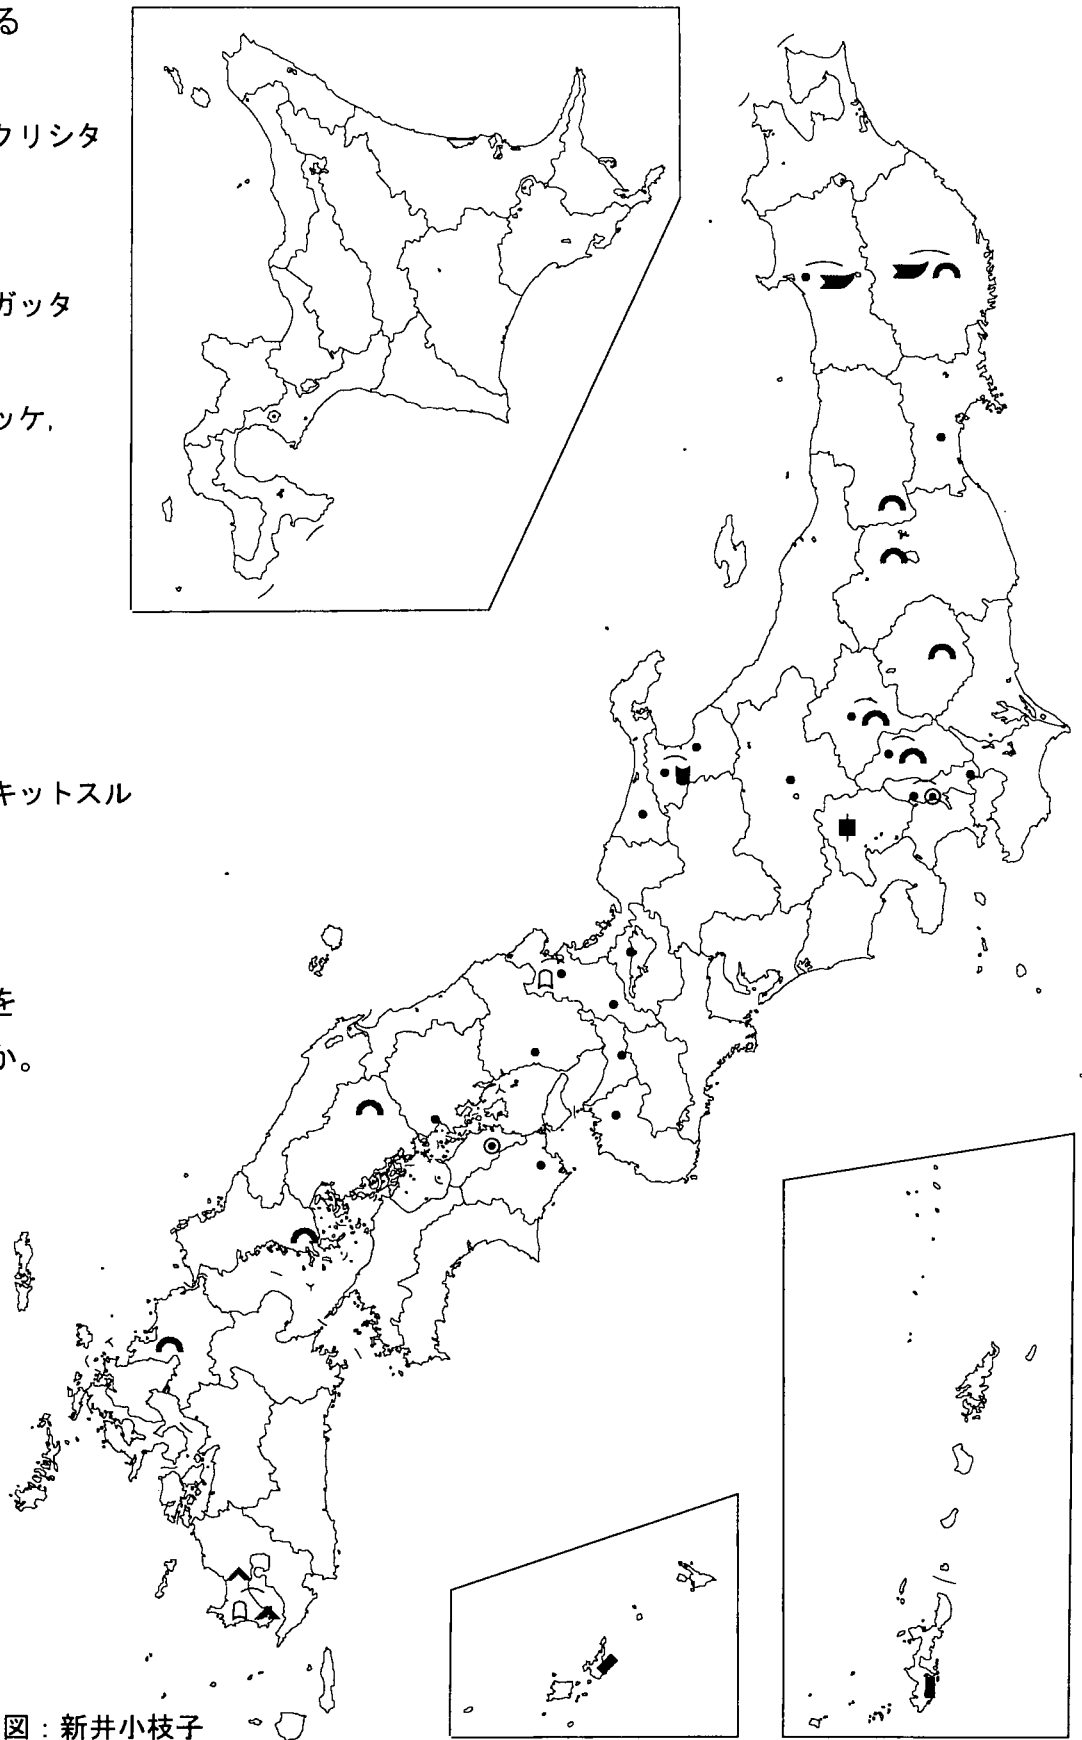 る
クリシタ
ガッタ
ッケ,
キットスル
を
か。
図：新井小枝子